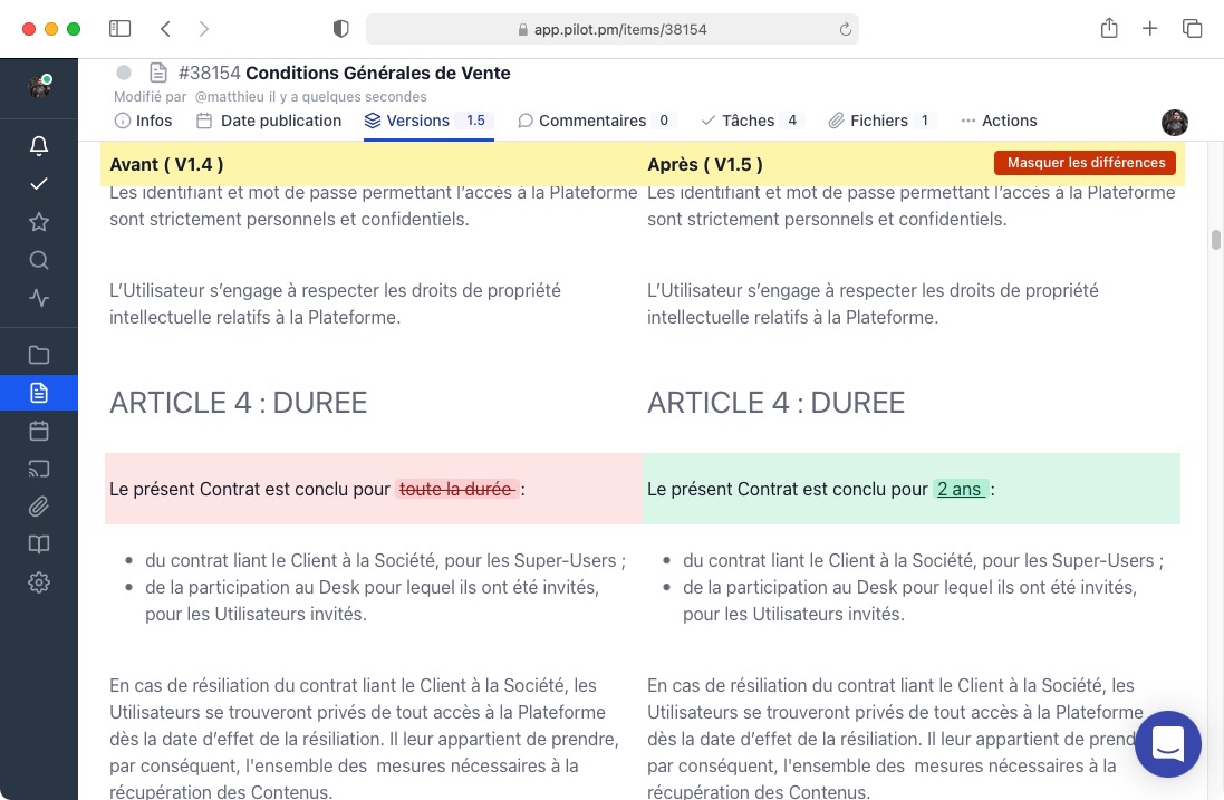 app.pilot.pm/items/38154
#38154 Conditions Générales de Vente
Modifié par @matthieu il y a quelques secondes
Infos Date publication Versions 1.5 Commentaires 0 Tâches 4 Fichiers 1 Actions
Avant ( V1.4 )
Les identifiant et mot de passe permettant l'accès à la Plateforme
sont strictement personnels et confidentiels.
L’Utilisateur s’engage à respecter les droits de propriété
intellectuelle relatifs à la Plateforme.
ARTICLE 4 : DUREE
Le présent Contrat est conclu pour toute la durée :
• du contrat liant le Client à la Société, pour les Super-Users ;
• de la participation au Desk pour lequel ils ont été invités,
pour les Utilisateurs invités.
En cas de résiliation du contrat liant le Client à la Société, les
Utilisateurs se trouveront privés de tout accès à la Plateforme
dès la date d’effet de la résiliation. Il leur appartient de prendre,
par conséquent, l'ensemble des  mesures nécessaires à la
récupération des Contenus.
Après ( V1.5 )
Masquer les différences
Les identifiant et mot de passe permettant l'accès à la Plateforme
sont strictement personnels et confidentiels.
L’Utilisateur s’engage à respecter les droits de propriété
intellectuelle relatifs à la Plateforme.
ARTICLE 4 : DUREE
Le présent Contrat est conclu pour 2 ans :
• du contrat liant le Client à la Société, pour les Super-Users ;
• de la participation au Desk pour lequel ils ont été invités,
pour les Utilisateurs invités.
En cas de résiliation du contrat liant le Client à la Société, les
Utilisateurs se trouveront privés de tout accès à la Plateforme
dès la date d’effet de la résiliation. Il leur appartient de prend
par conséquent, l'ensemble des  mesures nécessaires à la
récupération des Contenus.